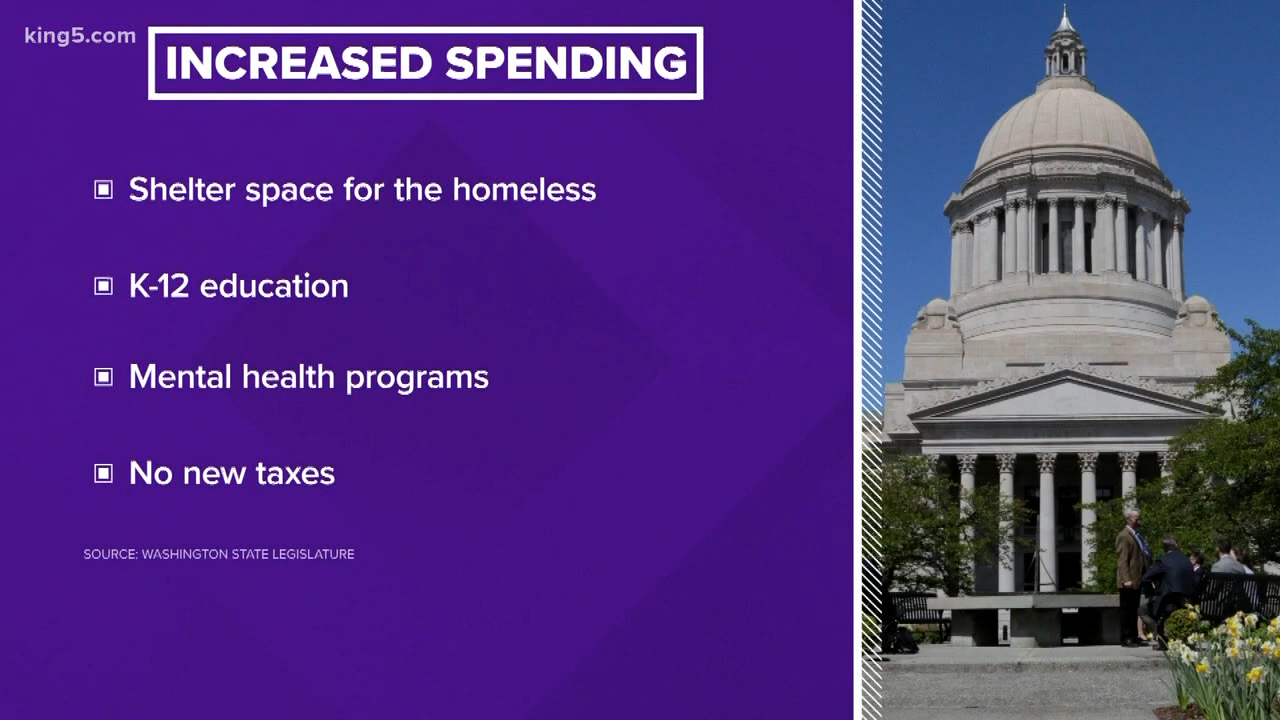 king5.com
INCREASED SPENDING
Shelter space for the homeless
K-12 education
Mental health programs
No new taxes
SOURCE: WASHINGTON STATE LEGISLATURE